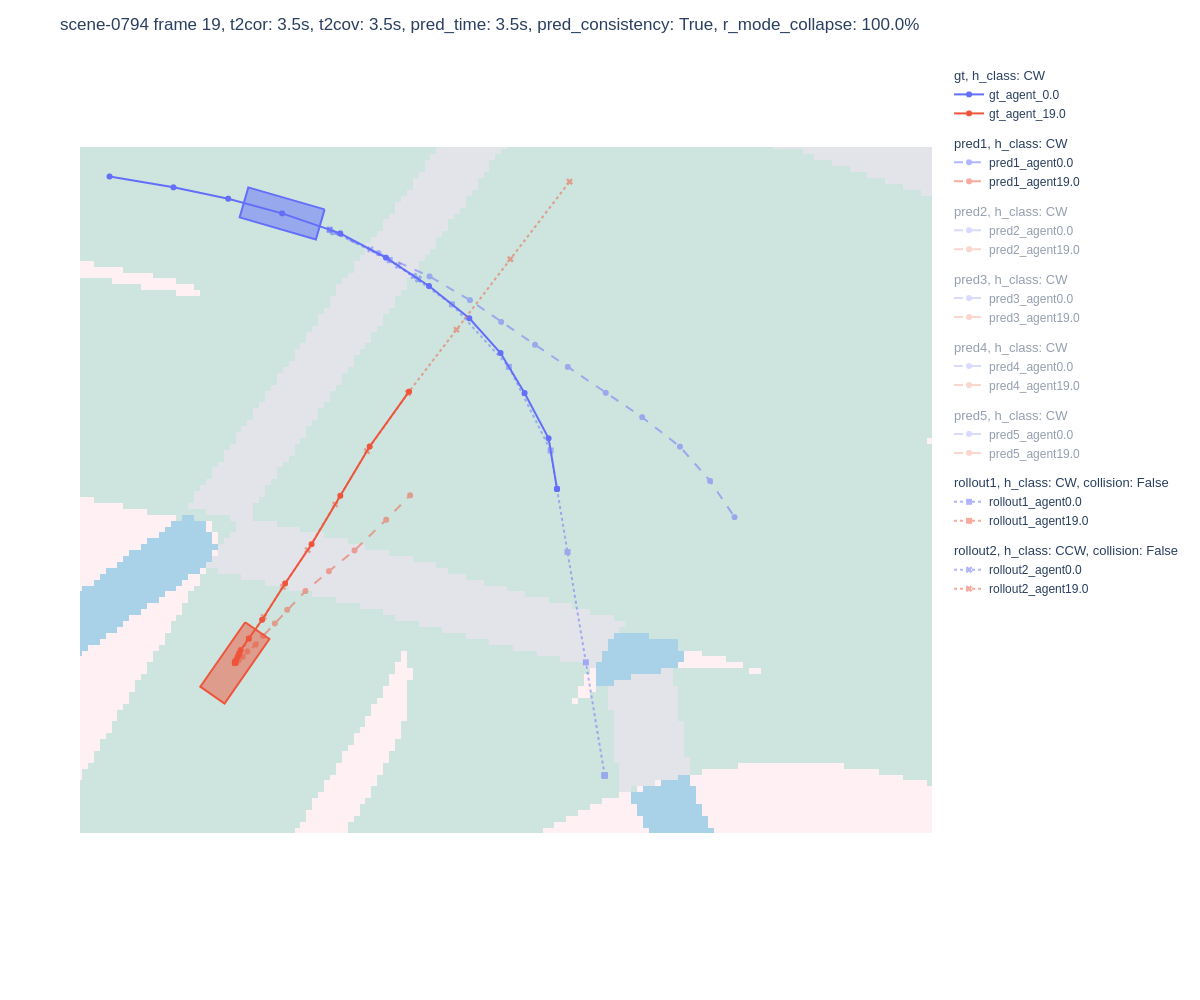 scene-0794 frame 19, t2cor: 3.5s, t2cov: 3.5s, pred_time: 3.5s, pred_consistency: True, r_mode_collapse: 100.0%
gt, h_class: CW
gt_agent_0.0
gt_agent_19.0
pred1, h_class: CW
pred1_agent0.0
pred1_agent19.0
pred2, h_class: CW
pred2_agent0.0
pred2_agent19.0
pred3, h_class: CW
pred3_agent0.0
pred3_agent19.0
pred4, h_class: CW
pred4_agent0.0
pred4_agent19.0
pred5, h_class: CW
pred5_agent0.0
pred5_agent19.0
rollout1, h_class: CW, collision: False
rollout1_agent0.0
rollout1_agent19.0
rollout2, h_class: CCW, collision: False
rollout2_agent0.0
rollout2_agent19.0